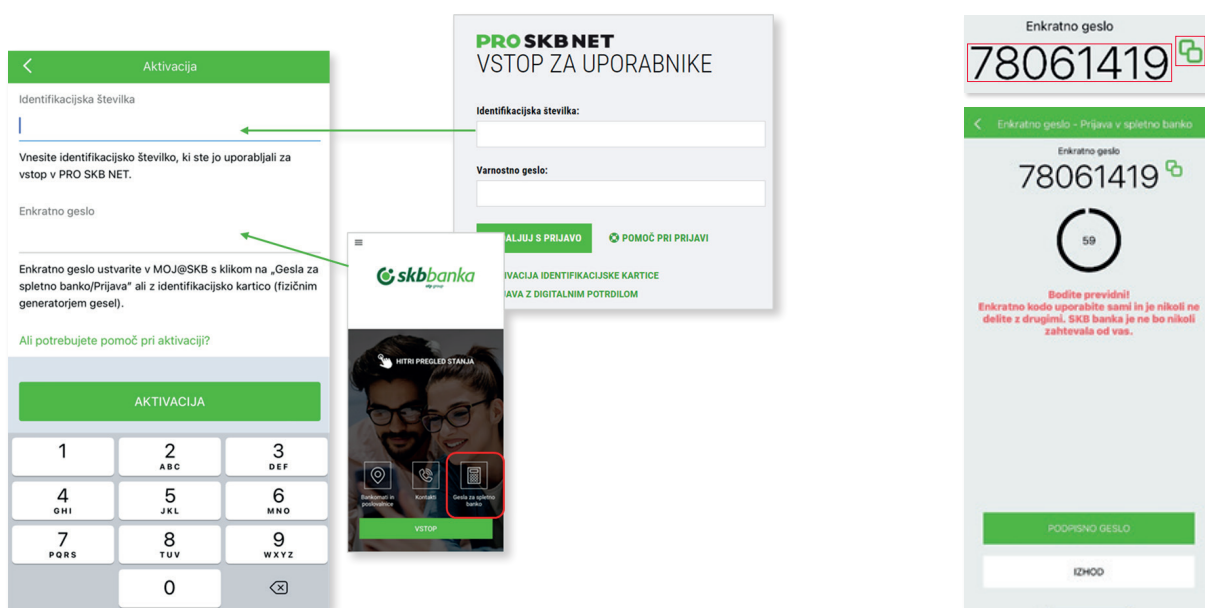 Aktivacija
Identifikacijska številka
Vnesite identifikacijsko številko, ki ste jo uporabljali za
vstop v PRO SKB NET.
Enkratno geslo
Enkratno geslo ustvarite v MOJ@SKB s klikom na „Gesla za
spletno banko/Prijava" ali z identifikacijsko kartico (fizičnim
generatorjem gesel).
Ali potrebujete pomoč pri aktivaciji?
AKTIVACIJA
1
2
ABC
3
DEF
4
GHI
5
JKL
6
MNO
7
PQRS
8
TUV
9
WXYZ
0
PRO SKB NET
VSTOP ZA UPORABNIKE
Identifikacijska številka:
Varnostno geslo:
ALJUJ S PRIJAVO
POMOČ PRI PRIJAVI
IVACIJA IDENTIFIKACIJSKE KARTICE
JAVA Z DIGITALNIM POTRDILOM
skbbanka
otp group
HITRI PREGLED STANJA
Bankomati in
poslovalnice
Kontakti
Gesla za spletno
banko
VSTOP
Enkratno geslo
78061419
Enkratno geslo - Prijava v spletno banko
Enkratno geslo
78061419
59
Bodite previdni!
Enkratno kodo uporabite sami in je nikoli ne
delite z drugimi. SKB banka je ne bo nikoli
zahtevala od vas.
PODPISNO GESLO
IZHOD